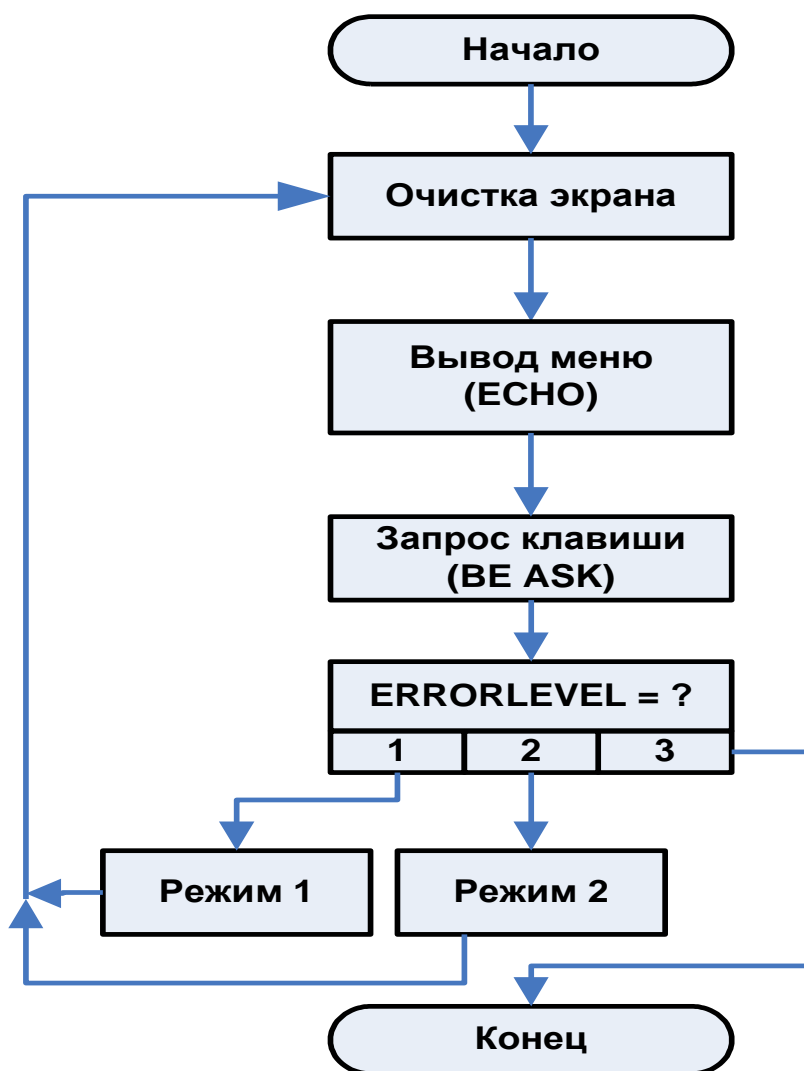 Начало
Очистка экрана
Вывод меню
(ECHO)
Запрос клавиши
(BE ASK)
ERRORLEVEL = ?
1 2 3
Режим 1 Режим 2
Конец